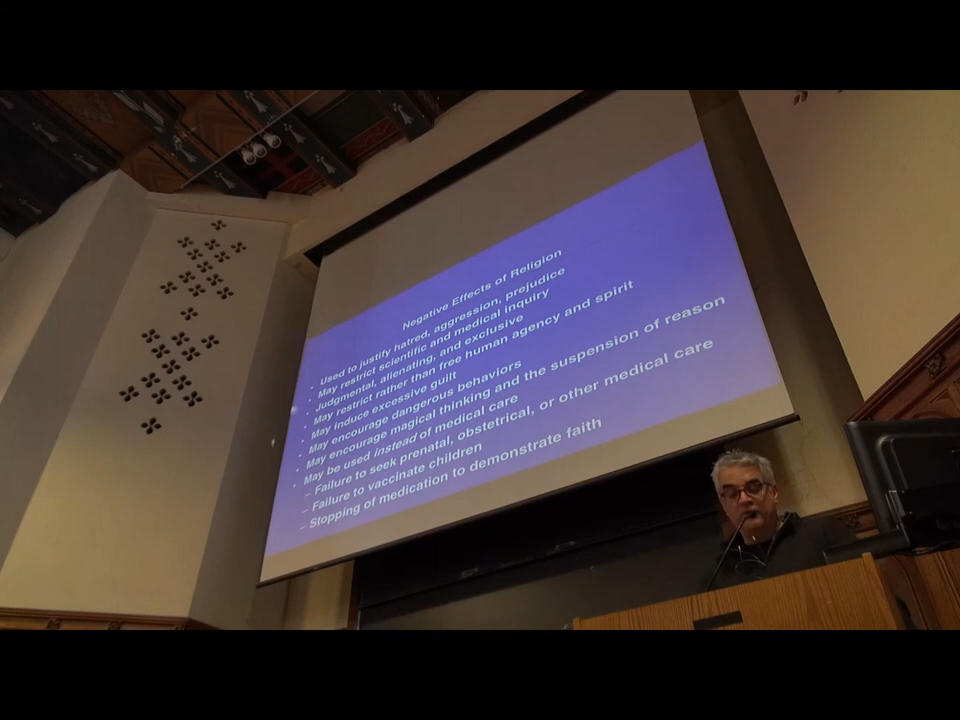 Negative Effects of Religion
• Used to justify hatred, aggression, prejudice
• May restrict scientific and medical inquiry
• Judgmental, alienating, and exclusive
• May restrict rather than free human agency and spirit
• May induce excessive guilt
• May encourage dangerous behaviors
• May encourage magical thinking and the suspension of reason
• May be used instead of medical care
– Failure to seek prenatal, obstetrical, or other medical care
– Failure to vaccinate children
– Stopping of medication to demonstrate faith